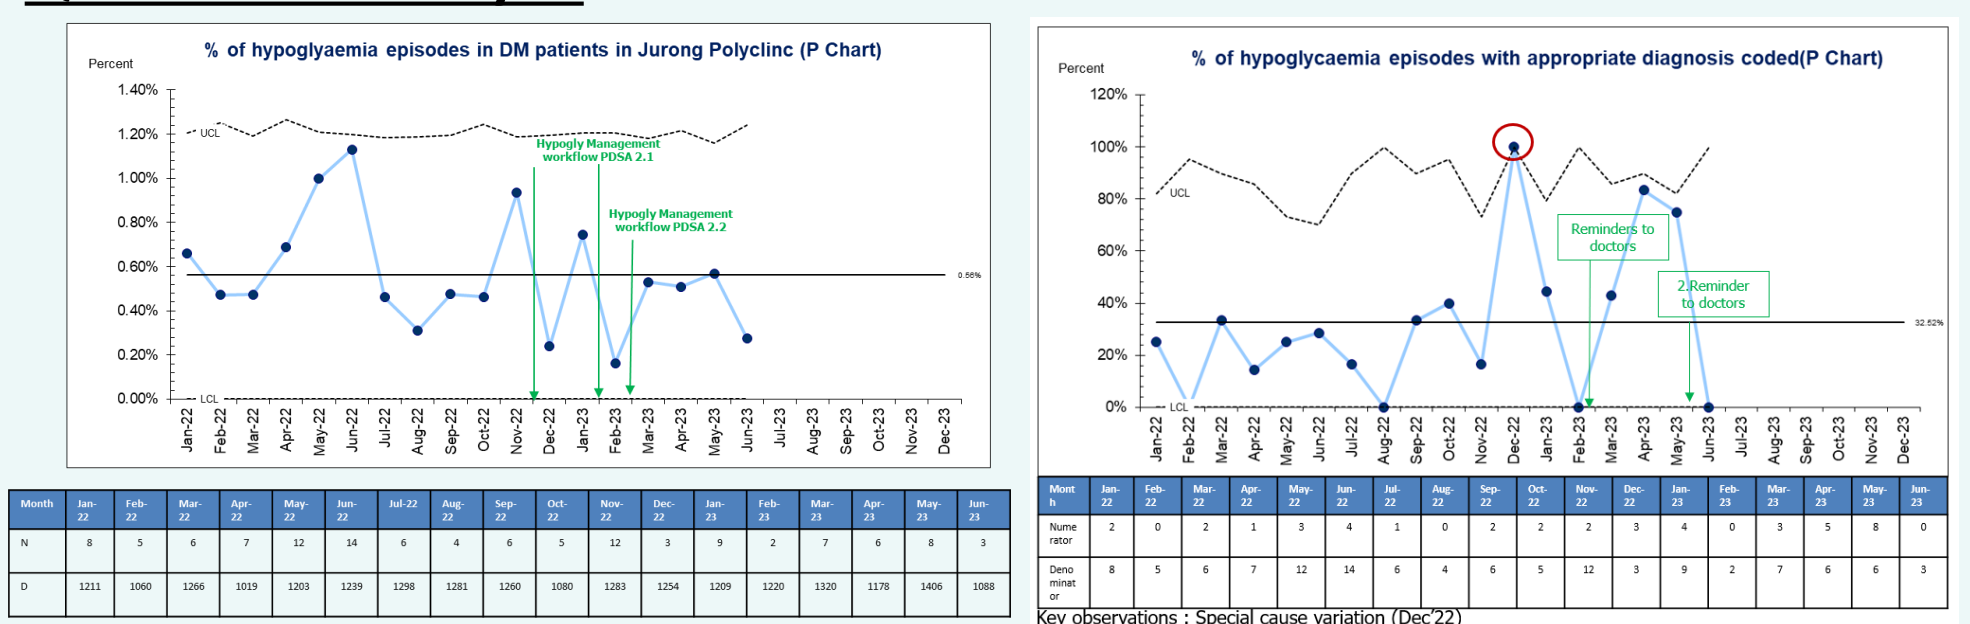 % of hypoglyaemia episodes in DM patients in Jurong Polyclinc (P Chart)
Percent
1.40%
1.20%
1.00%
0.80%
0.60%
0.40%
0.20%
0.00%
UCL
LCL
Hypogly Management
workflow PDSA 2.1
Hypogly Management
workflow PDSA 2.2
0.56%
Jan-22 Feb-22 Mar-22 Apr-22 May-22 Jun-22 Jul-22 Aug-22 Sep-22 Oct-22 Nov-22 Dec-22 Jan-23 Feb-23 Mar-23 Apr-23 May-23 Jun-23 Jul-23 Aug-23 Sep-23 Oct-23 Nov-23 Dec-23
Month Jan-22 Feb-22 Mar-22 Apr-22 May-22 Jun-22 Jul-22 Aug-22 Sep-22 Oct-22 Nov-22 Dec-22 Jan-23 Feb-23 Mar-23 Apr-23 May-23 Jun-23
N 8 5 6 7 12 14 6 4 6 5 12 3 9 2 7 6 8 3
D 1211 1060 1266 1019 1203 1239 1298 1281 1260 1080 1283 1254 1209 1220 1320 1178 1406 1088
% of hypoglycaemia episodes with appropriate diagnosis coded(P Chart)
Percent
120%
100%
80%
60%
40%
20%
0%
UCL
LCL
Reminders to
doctors
2.Reminder
to doctors
32.52%
Jan-22 Feb-22 Mar-22 Apr-22 May-22 Jun-22 Jul-22 Aug-22 Sep-22 Oct-22 Nov-22 Dec-22 Jan-23 Feb-23 Mar-23 Apr-23 May-23 Jun-23 Jul-23 Aug-23 Sep-23 Oct-23 Nov-23 Dec-23
Month Jan-22 Feb-22 Mar-22 Apr-22 May-22 Jun-22 Jul-22 Aug-22 Sep-22 Oct-22 Nov-22 Dec-22 Jan-23 Feb-23 Mar-23 Apr-23 May-23 Jun-23
Numerator 2 0 2 1 3 4 1 0 2 2 2 3 4 0 3 5 8 0
Denominator 8 5 6 7 12 14 6 4 6 5 12 3 9 2 7 6 6 3
Key observations : Special cause variation (Dec'22)